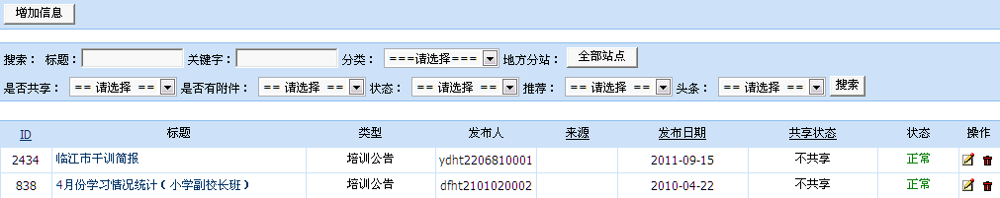 增加信息
搜索： 标题： 关键字： 分类： ===请选择=== 地方分站： 全部站点
是否共享： == 请选择 == 是否有附件： == 请选择 == 状态： == 请选择 == 推荐： == 请选择 == 头条： == 请选择 == 搜索
ID 标题 类型 发布人 来源 发布日期 共享状态 状态 操作
2434 临江市干训简报 培训公告 ydht2206810001 2011-09-15 不共享 正常
838 4月份学习情况统计（小学副校长班） 培训公告 dfht2101020002 2010-04-22 不共享 正常